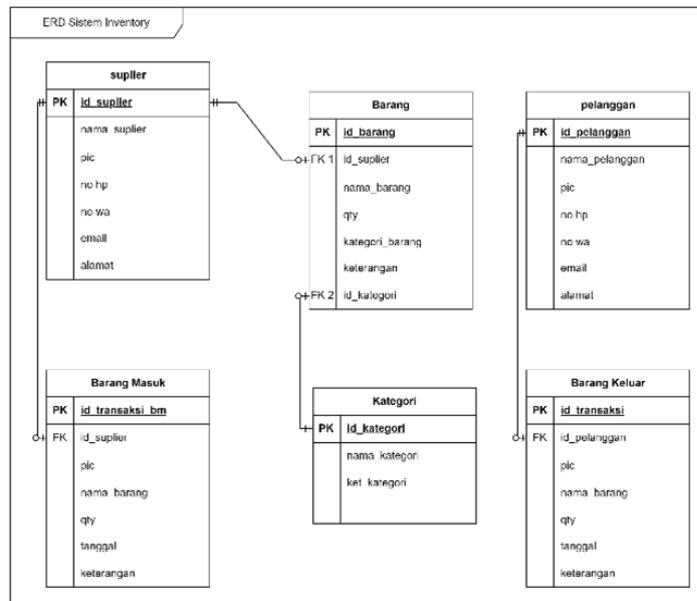 ERD Sistem Inventory
suplier
PK id_suplier
nama_suplier
pic
no hp
no wa
email
alamat
Barang
PK id_barang
FK 1 id_suplier
nama_barang
qty
kategori_barang
keterangan
FK 2 id_kategori
pelanggan
PK id_pelanggan
nama_pelanggan
pic
no hp
no wa
email
alamat
Barang Masuk
PK id_transaksi_bm
FK id_suplier
pic
nama_barang
qty
tanggal
keterangan
Kategori
PK id_kategori
nama_kategori
ket_kategori
Barang Keluar
PK id_transaksi
FK id_pelanggan
pic
nama_barang
qty
tanggal
keterangan